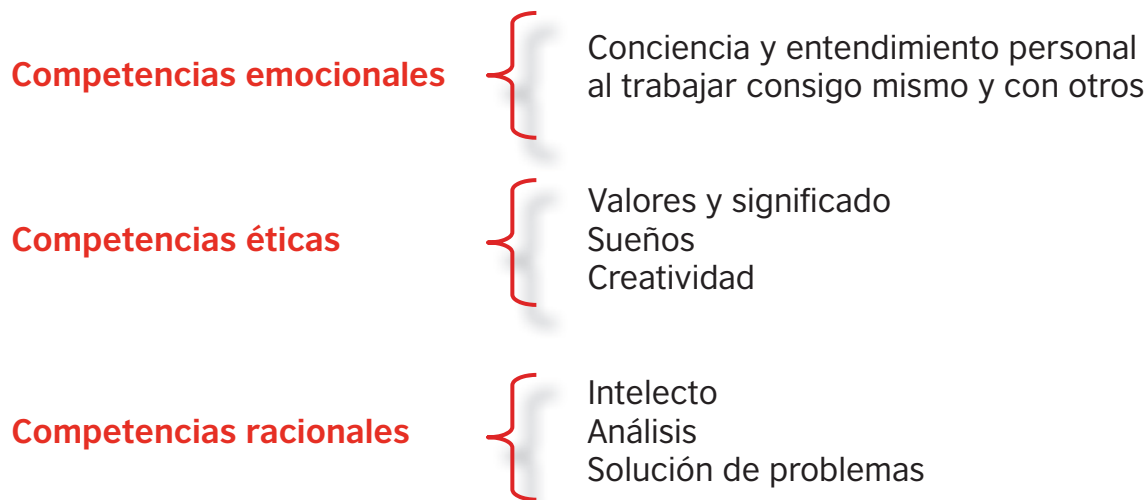 Competencias emocionales
Conciencia y entendimiento personal
al trabajar consigo mismo y con otros
Competencias éticas
Valores y significado
Sueños
Creatividad
Competencias racionales
Intelecto
Análisis
Solución de problemas